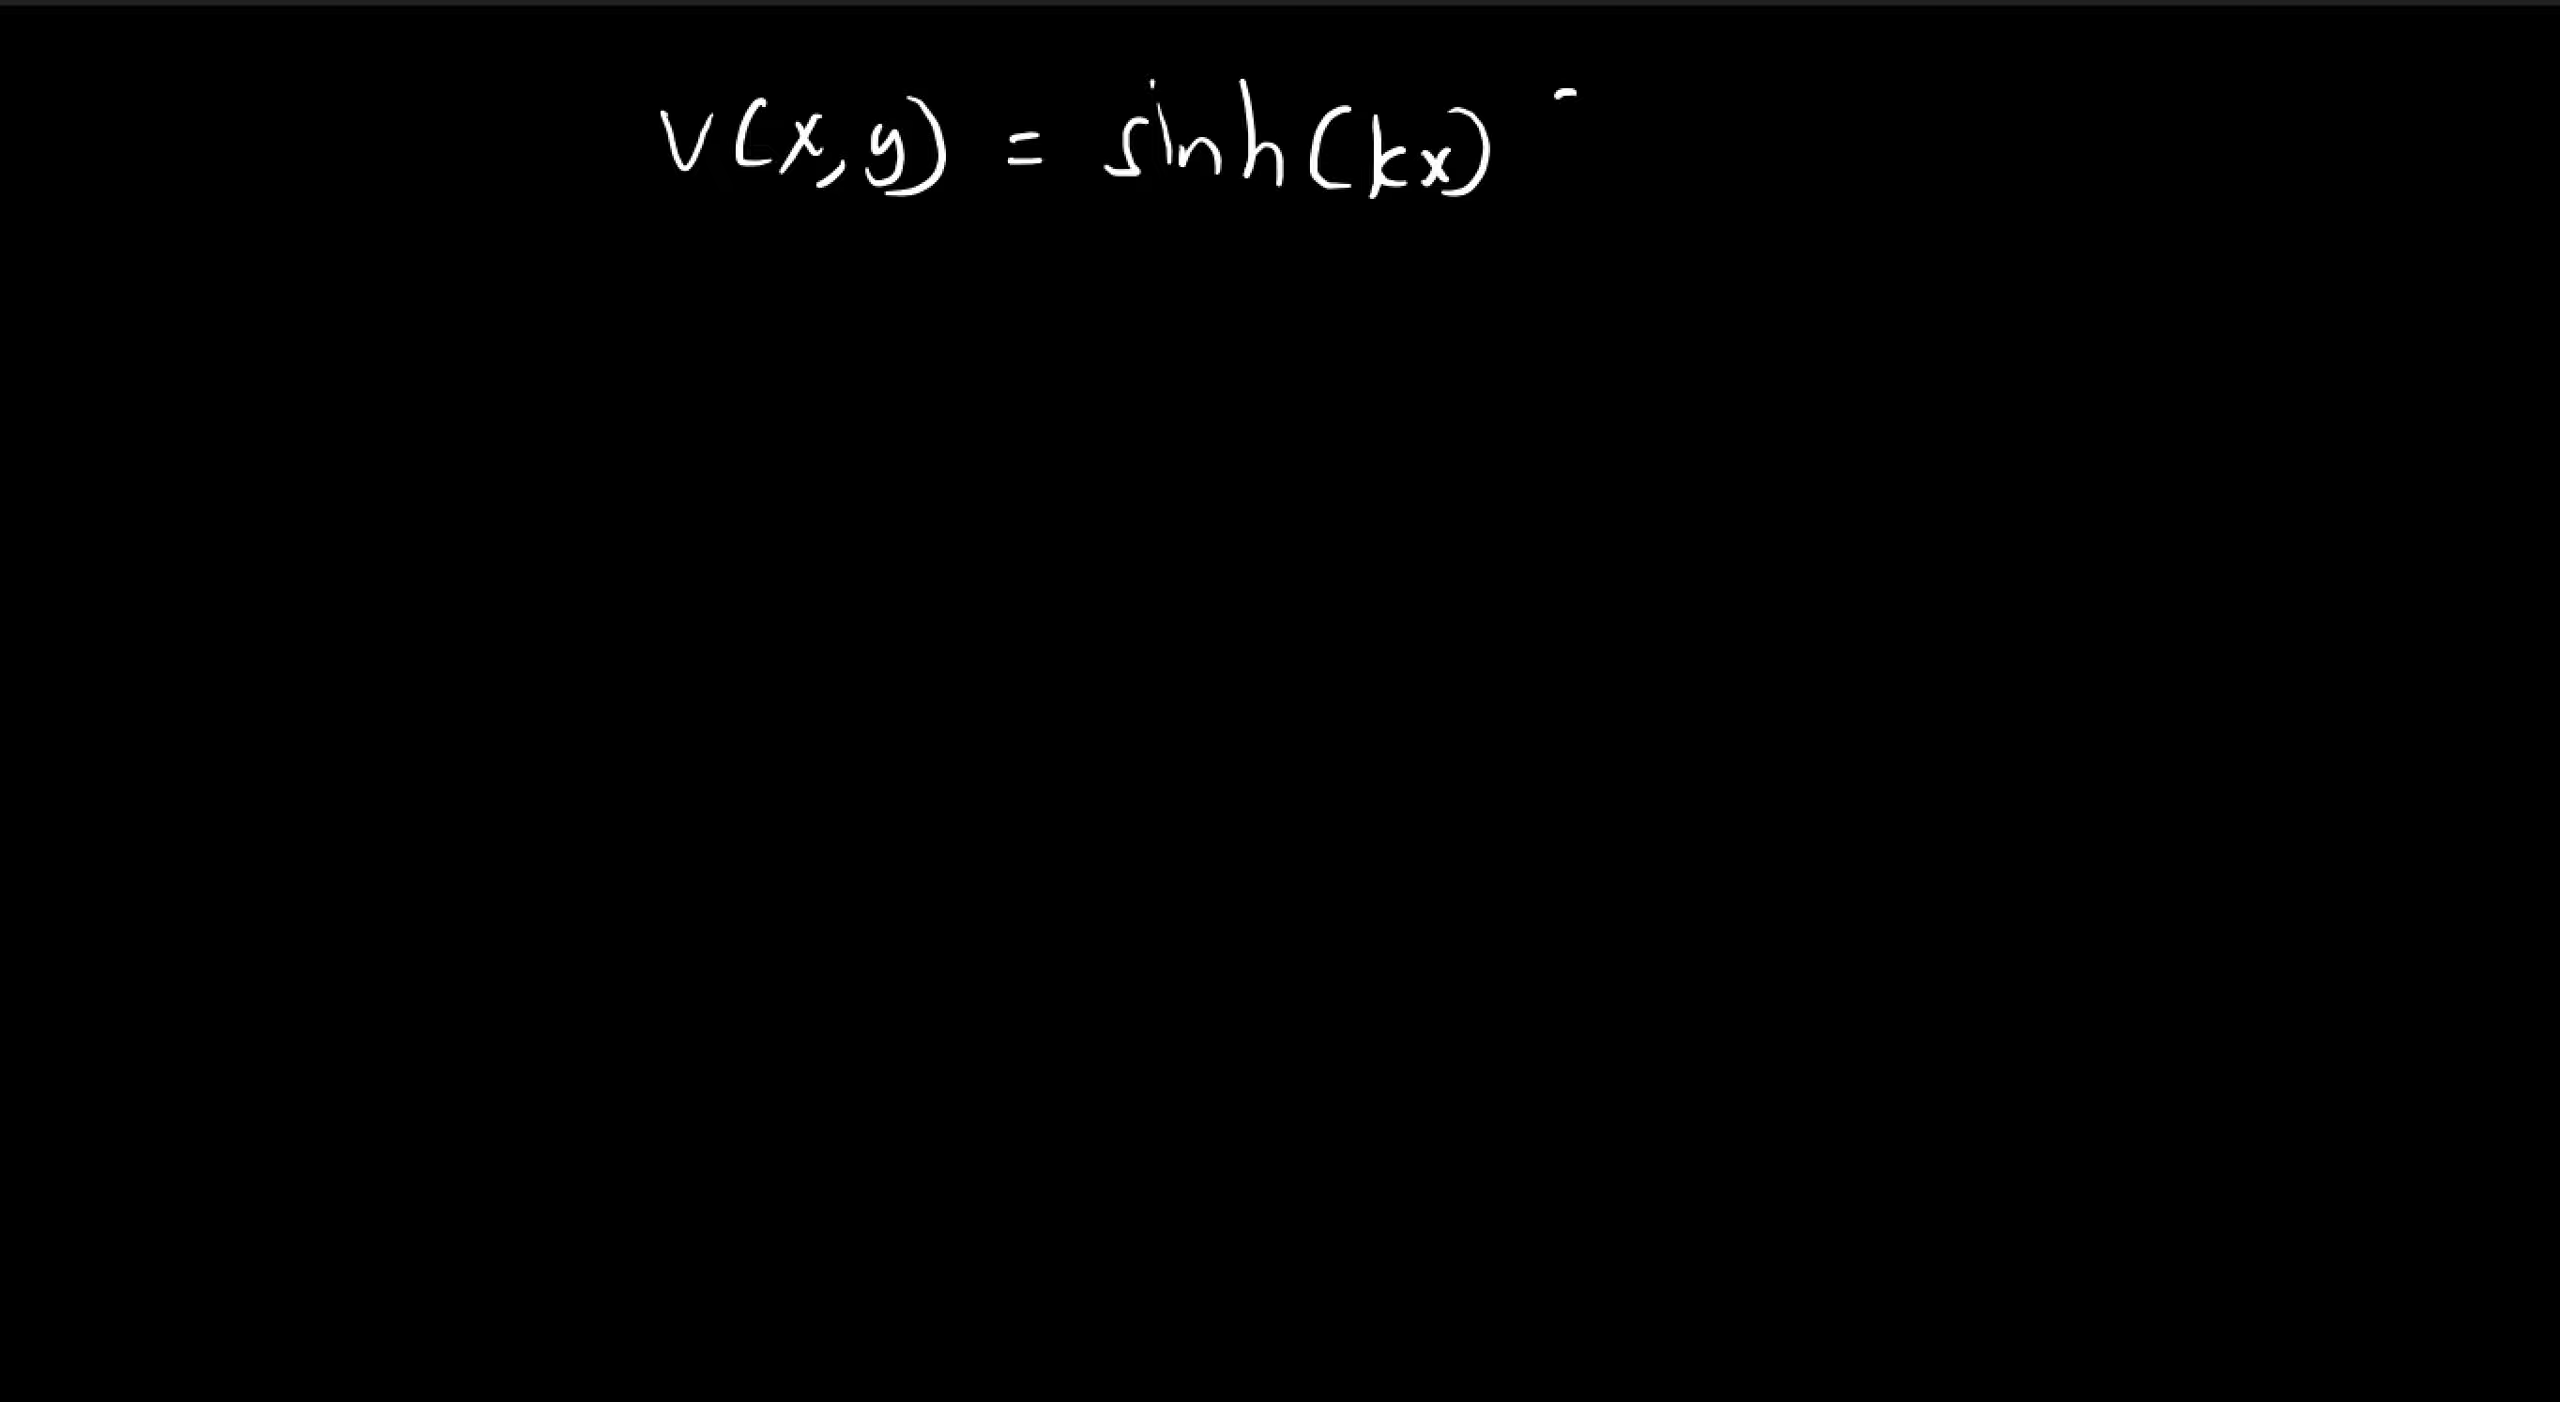 V(x,y) = sinh(kx)